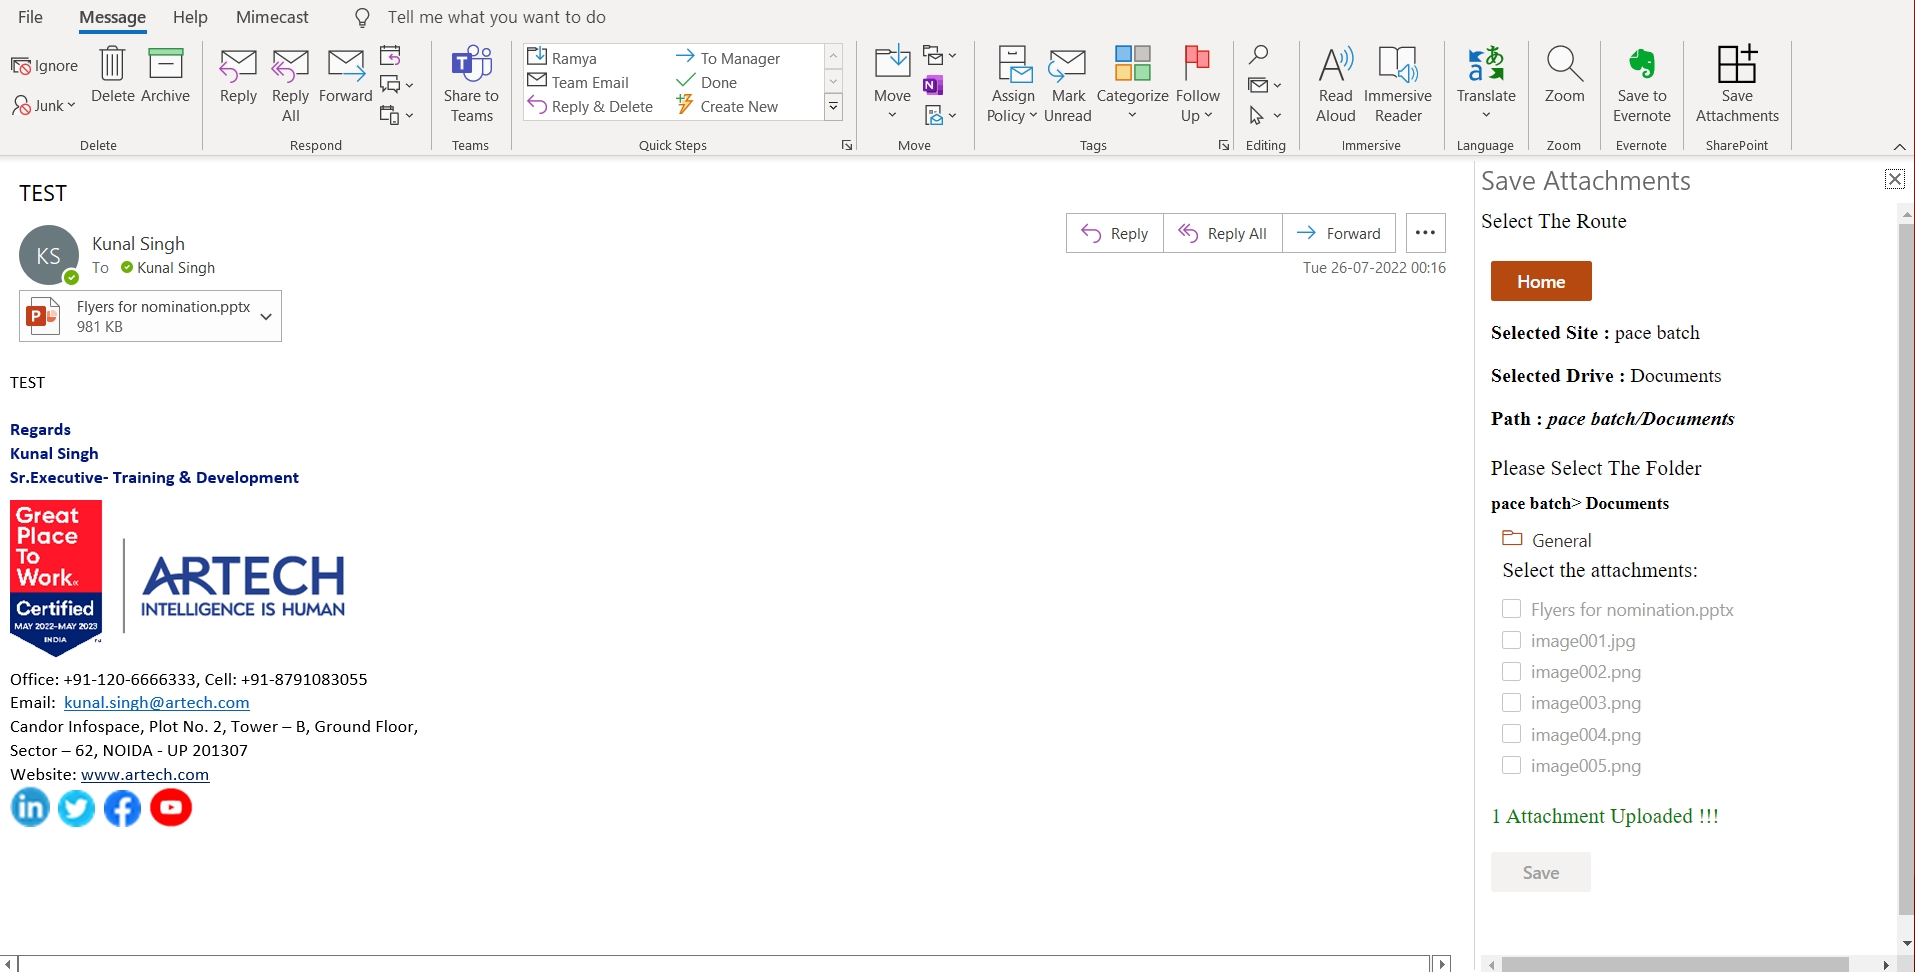 File Message Help Mimecast Tell me what you want to do
Ignore
Junk
Delete
Archive
Delete
Reply
Reply All
Forward
Respond
Share to Teams
Teams
Ramya
Team Email
Reply & Delete
To Manager
Done
Create New
Quick Steps
Move
Move
Assign Policy
Mark Unread
Categorize
Follow Up
Tags
Editing
Read Aloud
Immersive Reader
Immersive
Translate
Language
Zoom
Zoom
Save to Evernote
Evernote
Save Attachments
SharePoint
TEST
KS
Kunal Singh
To Kunal Singh
Reply
Reply All
Forward
Tue 26-07-2022 00:16
P
Flyers for nomination.pptx
981 KB
TEST
Regards
Kunal Singh
Sr.Executive- Training & Development
Great
Place
To
Work.
Certified
MAY 2022-MAY 2023
INDIA
ARTECH
INTELLIGENCE IS HUMAN
Office: +91-120-6666333, Cell: +91-8791083055
Email: kunal.singh@artech.com
Candor Infospace, Plot No. 2, Tower – B, Ground Floor,
Sector – 62, NOIDA - UP 201307
Website: www.artech.com
in
Save Attachments
Select The Route
Home
Selected Site : pace batch
Selected Drive : Documents
Path : pace batch/Documents
Please Select The Folder
pace batch> Documents
General
Select the attachments:
Flyers for nomination.pptx
image001.jpg
image002.png
image003.png
image004.png
image005.png
1 Attachment Uploaded !!!
Save